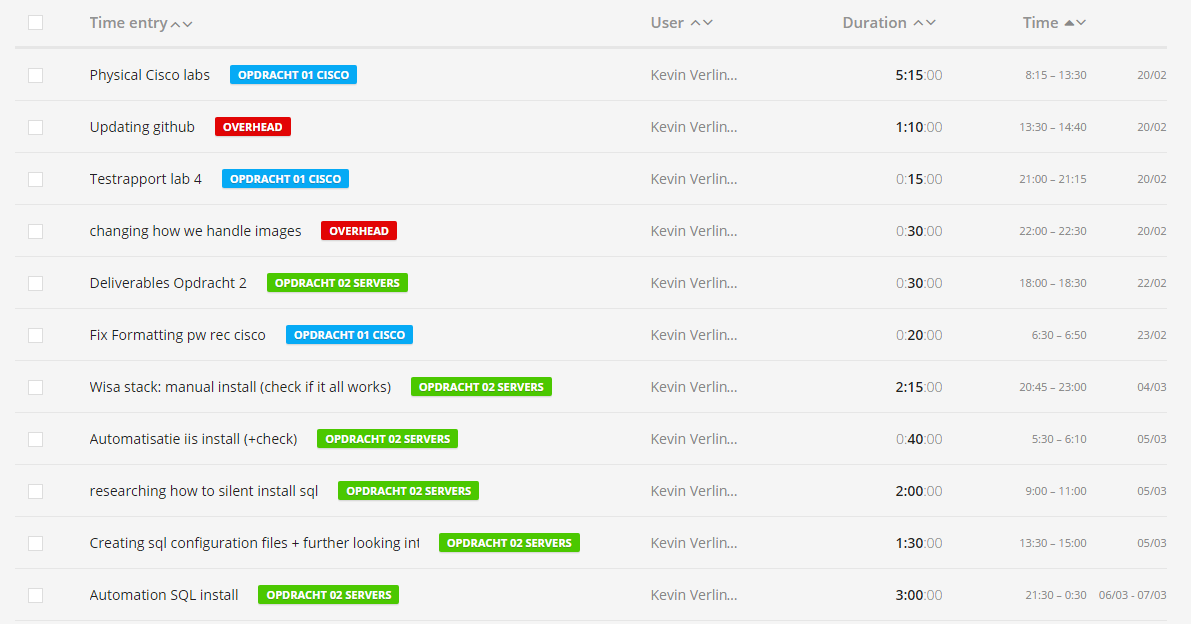 Time entry User Duration Time
Physical Cisco labs OPDRACHT 01 CISCO Kevin Verlin... 5:15:00 8:15 – 13:30 20/02
Updating github OVERHEAD Kevin Verlin... 1:10:00 13:30 – 14:40 20/02
Testrapport lab 4 OPDRACHT 01 CISCO Kevin Verlin... 0:15:00 21:00 – 21:15 20/02
changing how we handle images OVERHEAD Kevin Verlin... 0:30:00 22:00 – 22:30 20/02
Deliverables Opdracht 2 OPDRACHT 02 SERVERS Kevin Verlin... 0:30:00 18:00 – 18:30 22/02
Fix Formatting pw rec cisco OPDRACHT 01 CISCO Kevin Verlin... 0:20:00 6:30 – 6:50 23/02
Wisa stack: manual install (check if it all works) OPDRACHT 02 SERVERS Kevin Verlin... 2:15:00 20:45 – 23:00 04/03
Automatisatie iis install (+check) OPDRACHT 02 SERVERS Kevin Verlin... 0:40:00 5:30 – 6:10 05/03
researching how to silent install sql OPDRACHT 02 SERVERS Kevin Verlin... 2:00:00 9:00 – 11:00 05/03
Creating sql configuration files + further looking int OPDRACHT 02 SERVERS Kevin Verlin... 1:30:00 13:30 – 15:00 05/03
Automation SQL install OPDRACHT 02 SERVERS Kevin Verlin... 3:00:00 21:30 – 0:30 06/03 - 07/03